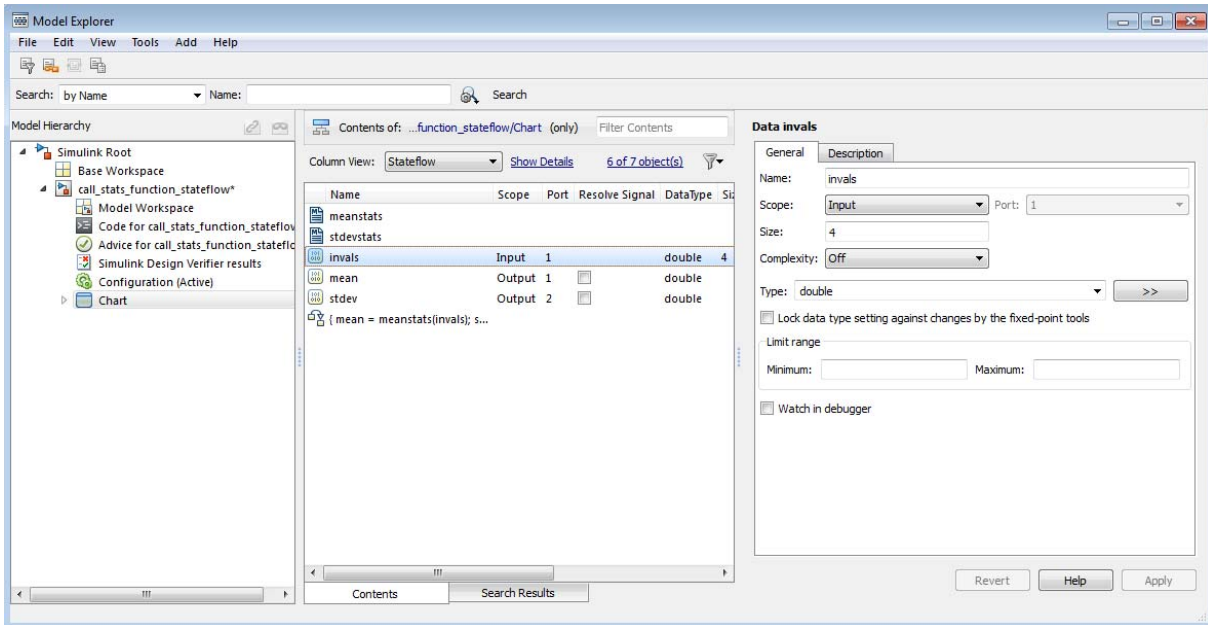 Model Explorer
File Edit View Tools Add Help
Search: by Name Name: Search
Model Hierarchy
Simulink Root
Base Workspace
call_stats_function_stateflow*
Model Workspace
Code for call_stats_function_stateflov
Advice for call_stats_function_stateflc
Simulink Design Verifier results
Configuration (Active)
Chart
Contents of: ...function_stateflow/Chart (only) Filter Contents
Column View: Stateflow Show Details 6 of 7 object(s)
Name Scope Port Resolve Signal DataType Siz
meanstats
stdevstats
invals Input 1 double 4
mean Output 1 double
stdev Output 2 double
{ mean = meanstats(invals); s...
Contents Search Results
Data invals
General Description
Name: invals
Scope: Input Port: 1
Size: 4
Complexity: Off
Type: double >>
Lock data type setting against changes by the fixed-point tools
Limit range
Minimum: Maximum:
Watch in debugger
Revert Help Apply